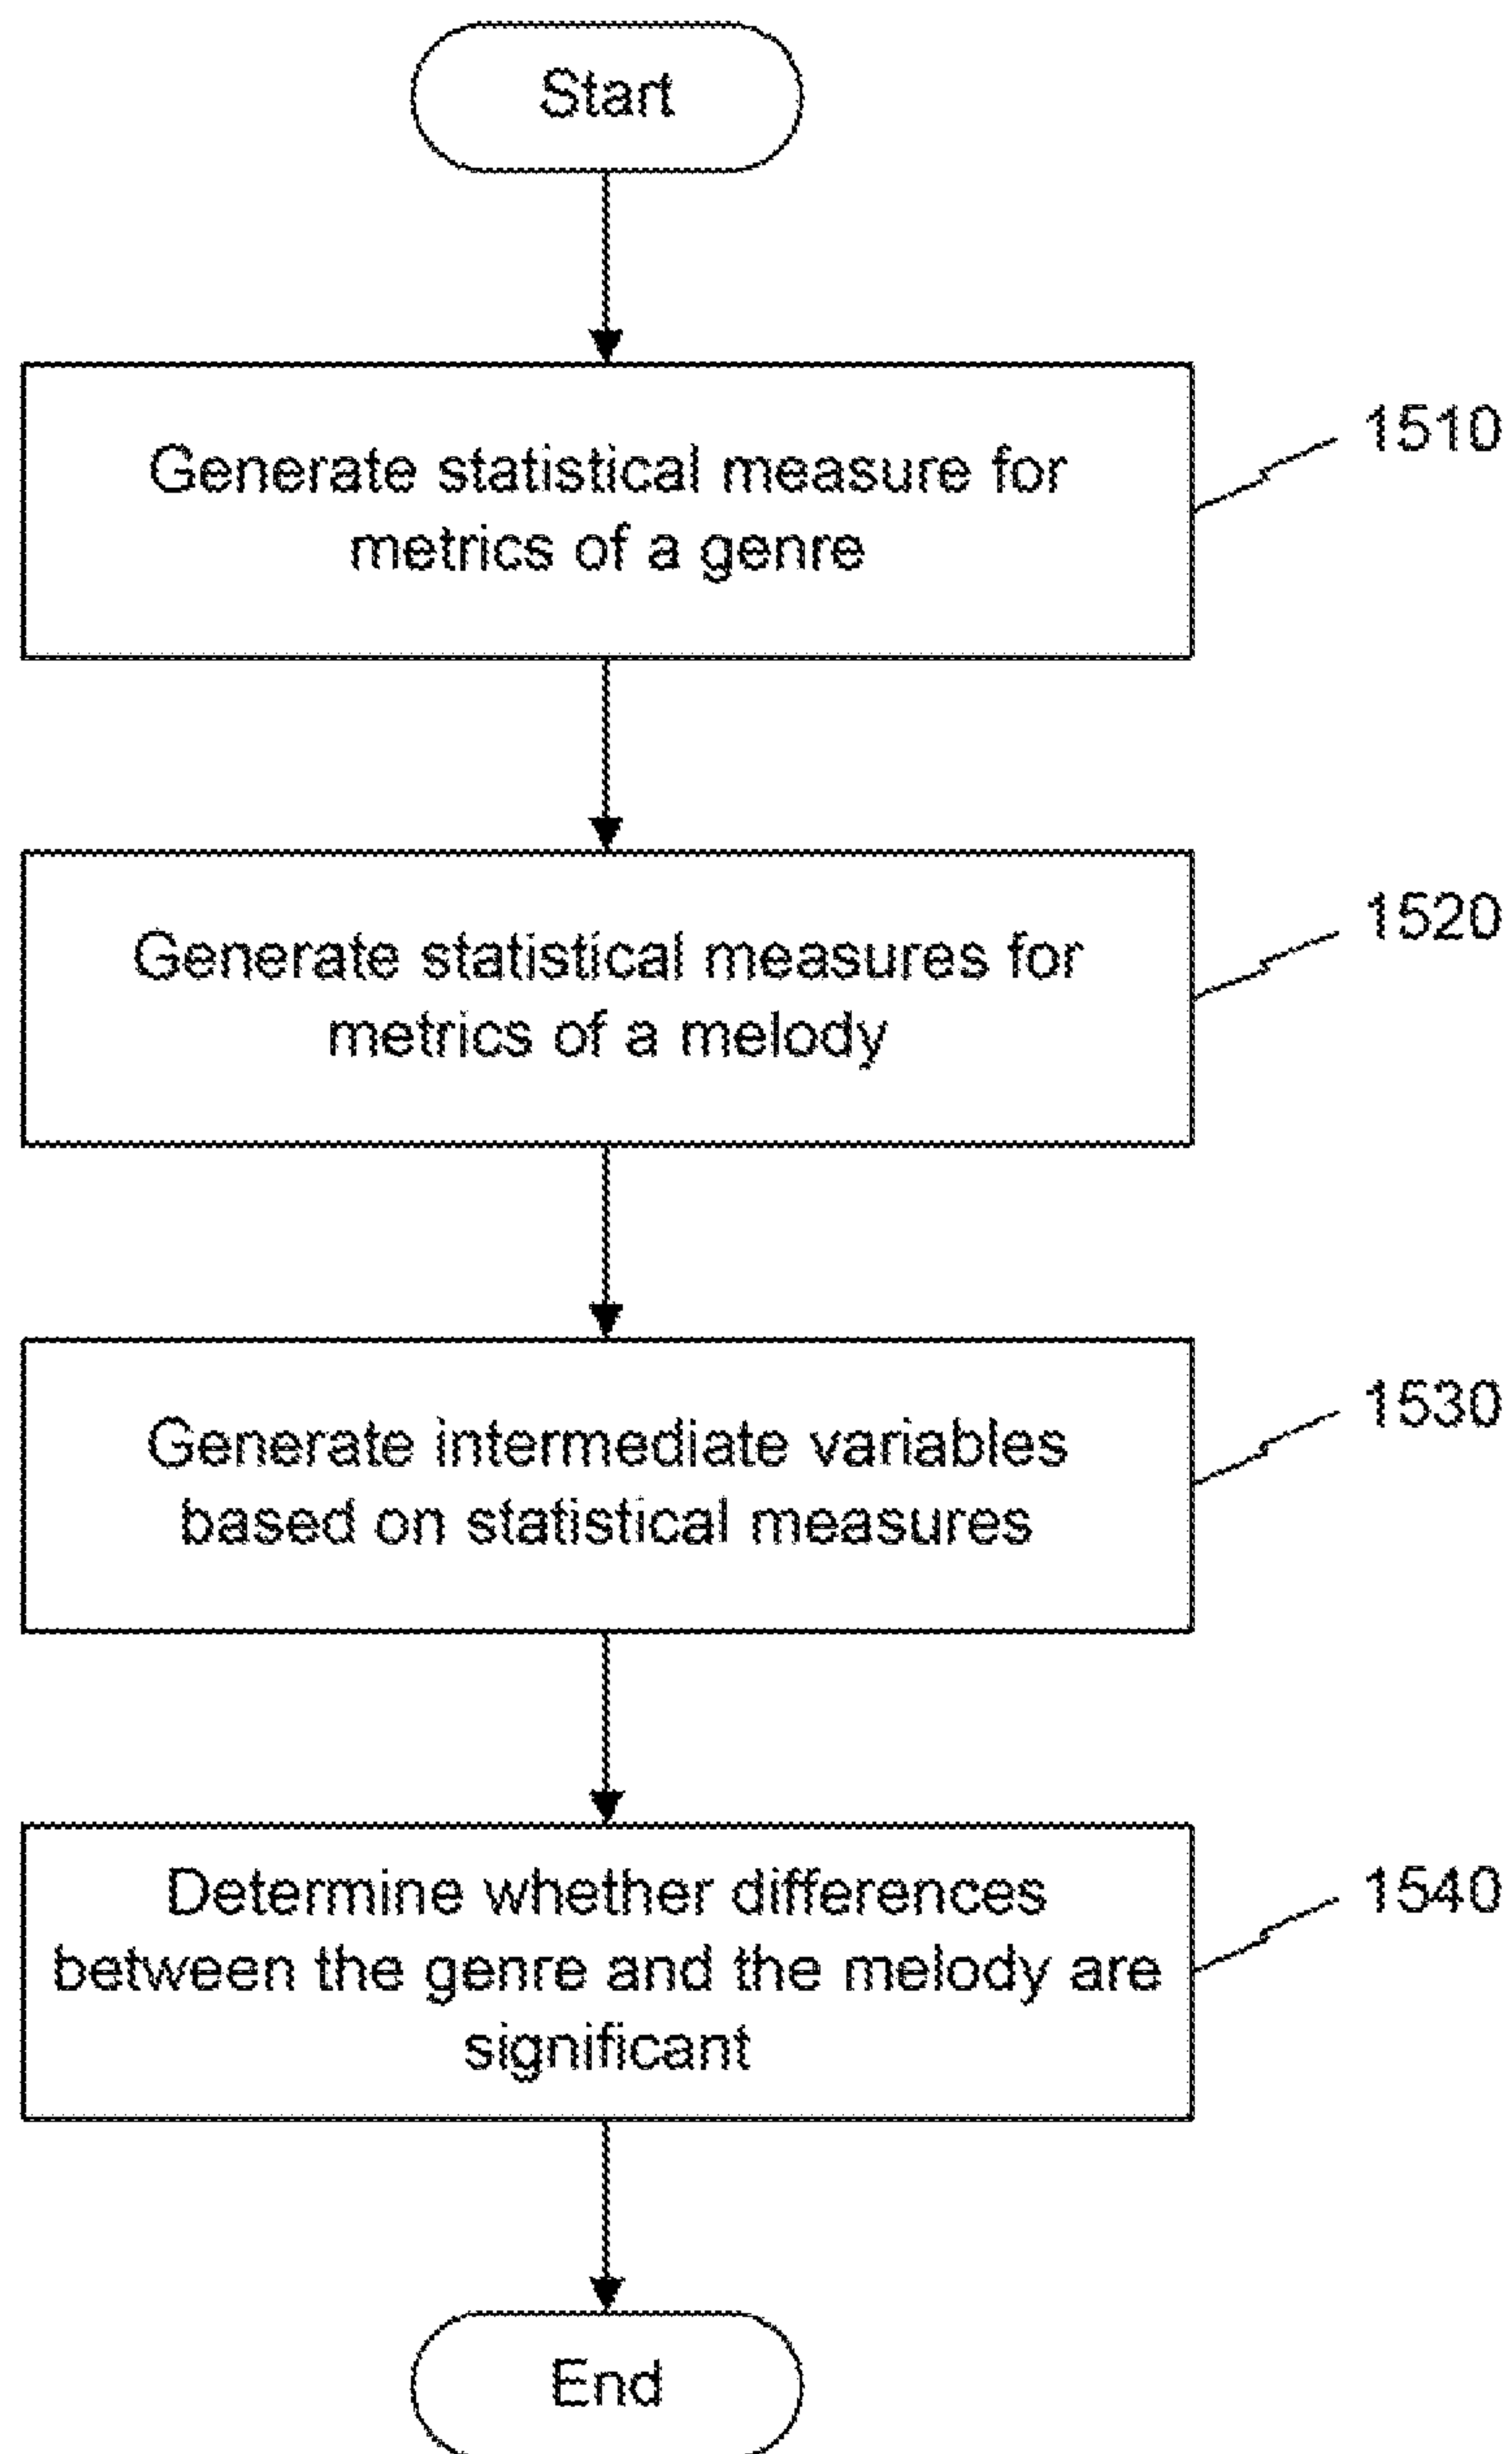 Start
Generate statistical measure for
metrics of a genre
1510
Generate statistical measures for
metrics of a melody
1520
Generate intermediate variables
based on statistical measures
1530
Determine whether differences
between the genre and the melody are
significant
1540
End